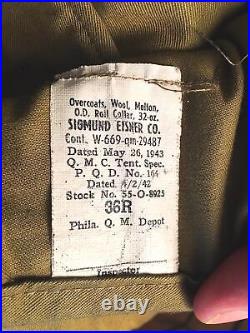 Overcoats, Wool, Melton,
O.D. Roll Collar, 32-oz.
SIGMUND EISNER CO.
Cont. W-669-qm-29487
Dated May 26, 1943
Q. M. C. Tent. Spec.
P. Q. D. No. 164
Dated 4/2/42
Stock No. 55-O-8925
36R
Phila. Q. M. Depot
Inspector